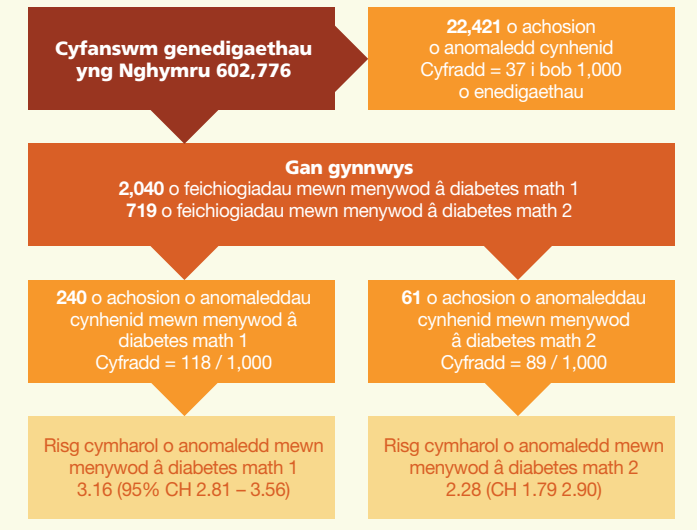 Cyfanswm genedigaethau
yng Nghymru 602,776
22,421 o achosion
o anomaledd cynhenid
Cyfradd = 37 i bob 1,000
o enedigaethau
Gan gynnwys
2,040 o feichiogiadau mewn menywod â diabetes math 1
719 o feichiogiadau mewn menywod â diabetes math 2
240 o achosion o anomaleddau
cynhenid mewn menywod â
diabetes math 1
Cyfradd = 118 / 1,000
61 o achosion o anomaleddau
cynhenid mewn menywod
â diabetes math 2
Cyfradd = 89 / 1,000
Risg cymharol o anomaledd mewn
menywod â diabetes math 1
3.16 (95% CH 2.81 – 3.56)
Risg cymharol o anomaledd mewn
menywod â diabetes math 2
2.28 (CH 1.79 2.90)